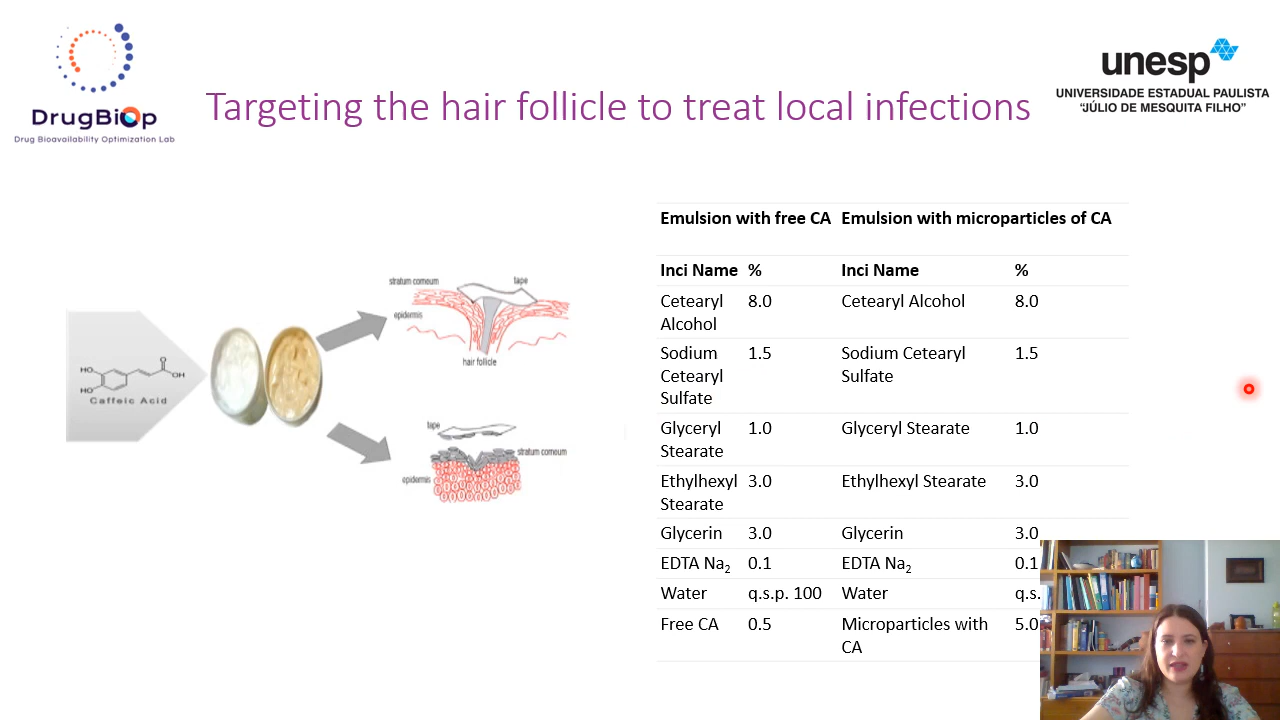 DrugBiOp
Drug Bioavailability Optimization Lab
Targeting the hair follicle to treat local infections
unesp
UNIVERSIDADE ESTADUAL PAULISTA
"JÚLIO DE MESQUITA FILHO"
HO
HO
O
OH
Caffeic Acid
stratum corneum
tape
epidermis
hair follicle
tape
stratum corneum
epidermis
Emulsion with free CA Emulsion with microparticles of CA
Inci Name % Inci Name %
Cetearyl Alcohol 8.0 Cetearyl Alcohol 8.0
Sodium Cetearyl Sulfate 1.5 Sodium Cetearyl Sulfate 1.5
Glyceryl Stearate 1.0 Glyceryl Stearate 1.0
Ethylhexyl Stearate 3.0 Ethylhexyl Stearate 3.0
Glycerin 3.0 Glycerin 3.0
EDTA Na₂ 0.1 EDTA Na₂ 0.1
Water q.s.p. 100 Water q.s.
Free CA 0.5 Microparticles with CA 5.0